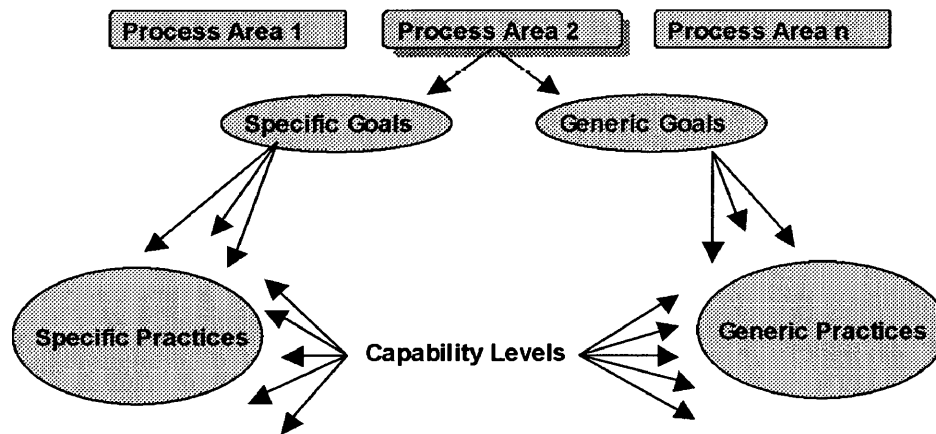 Process Area 1
Process Area 2
Process Area n
Specific Goals
Generic Goals
Specific Practices
Capability Levels
Generic Practices